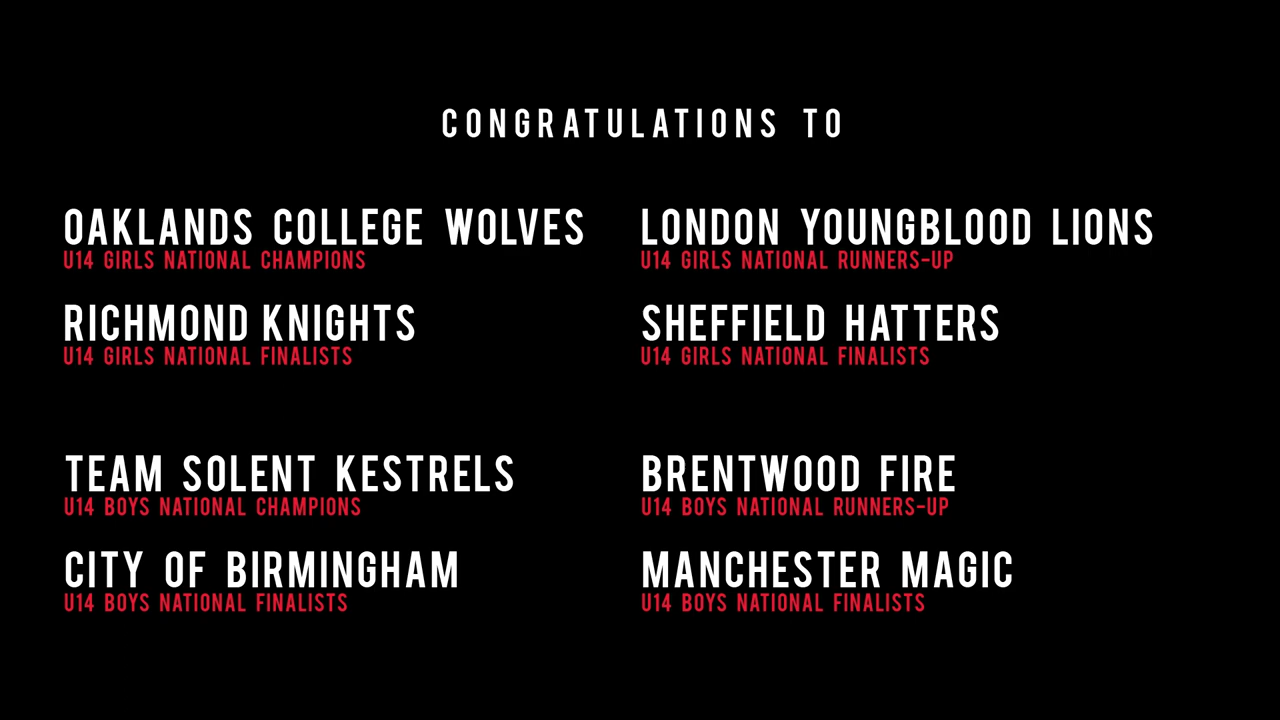 CONGRATULATIONS TO
OAKLANDS COLLEGE WOLVES
U14 GIRLS NATIONAL CHAMPIONS
LONDON YOUNGBLOOD LIONS
U14 GIRLS NATIONAL RUNNERS-UP
RICHMOND KNIGHTS
U14 GIRLS NATIONAL FINALISTS
SHEFFIELD HATTERS
U14 GIRLS NATIONAL FINALISTS
TEAM SOLENT KESTRELS
U14 BOYS NATIONAL CHAMPIONS
BRENTWOOD FIRE
U14 BOYS NATIONAL RUNNERS-UP
CITY OF BIRMINGHAM
U14 BOYS NATIONAL FINALISTS
MANCHESTER MAGIC
U14 BOYS NATIONAL FINALISTS